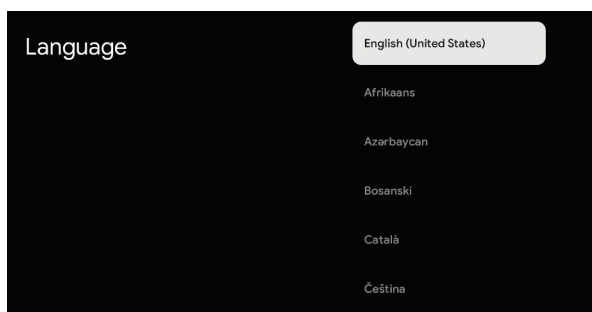 Language
English (United States)
Afrikaans
Azərbaycan
Bosanski
Català
Čeština